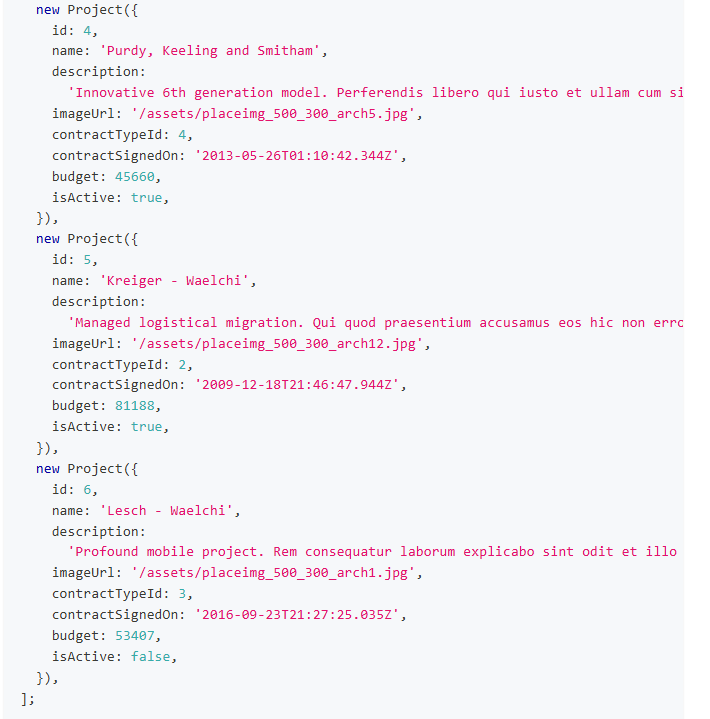 new Project({
id: 4,
name: 'Purdy, Keeling and Smitham',
description:
'Innovative 6th generation model. Perferendis libero qui iusto et ullam cum si
imageUrl: '/assets/placeimg_500_300_arch5.jpg',
contractTypeId: 4,
contractSignedOn: '2013-05-26T01:10:42.344Z',
budget: 45660,
isActive: true,
}),
new Project({
id: 5,
name: 'Kreiger - Waelchi',
description:
'Managed logistical migration. Qui quod praesentium accusamus eos hic non erro
imageUrl: '/assets/placeimg_500_300_arch12.jpg',
contractTypeId: 2,
contractSignedOn: '2009-12-18T21:46:47.944Z',
budget: 81188,
isActive: true,
}),
new Project({
id: 6,
name: 'Lesch - Waelchi',
description:
'Profound mobile project. Rem consequatur laborum explicabo sint odit et illo
imageUrl: '/assets/placeimg_500_300_arch1.jpg',
contractTypeId: 3,
contractSignedOn: '2016-09-23T21:27:25.035Z',
budget: 53407,
isActive: false,
}),
];